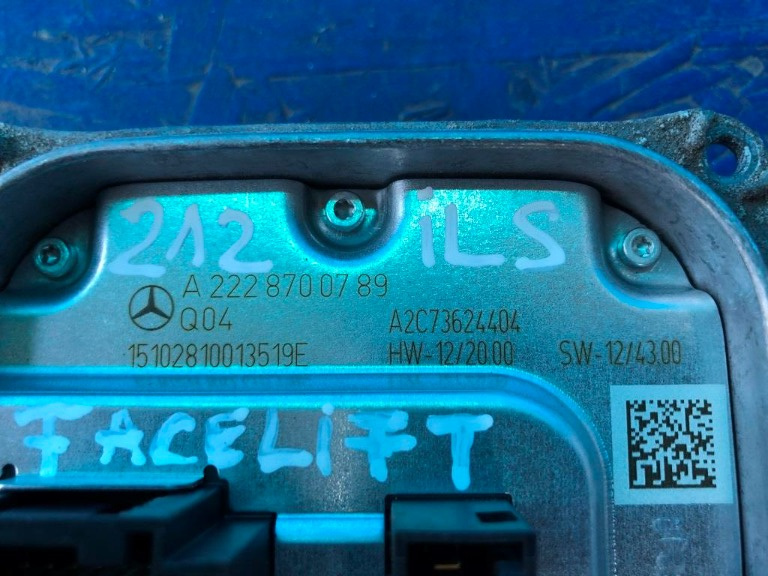 212 iLS
A 222 870 07 89
Q04
A2C73624404
15102810013519E
HW-12/20.00
SW-12/43.00
FACELiFT